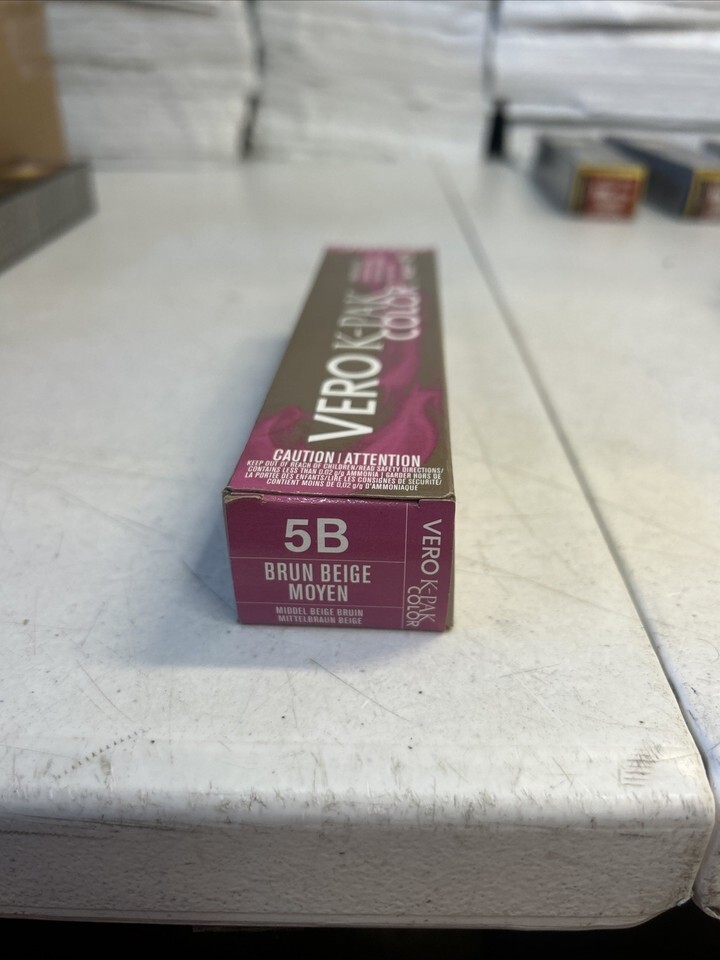 VERO K-PAK
COLOR
CAUTION | ATTENTION
KEEP OUT OF REACH OF CHILDREN/READ SAFETY DIRECTIONS/
CONTAINS LESS THAN 0,02 g/g AMMONIA | GARDER HORS DE
LA PORTÉE DES ENFANTS/LIRE LES CONSIGNES DE SÉCURITÉ/
CONTIENT MOINS DE 0,02 g/g D'AMMONIAQUE
5B
BRUN BEIGE
MOYEN
MIDDEL BEIGE BRUIN
MITTELBRAUN BEIGE
VERO K-PAK
COLOR